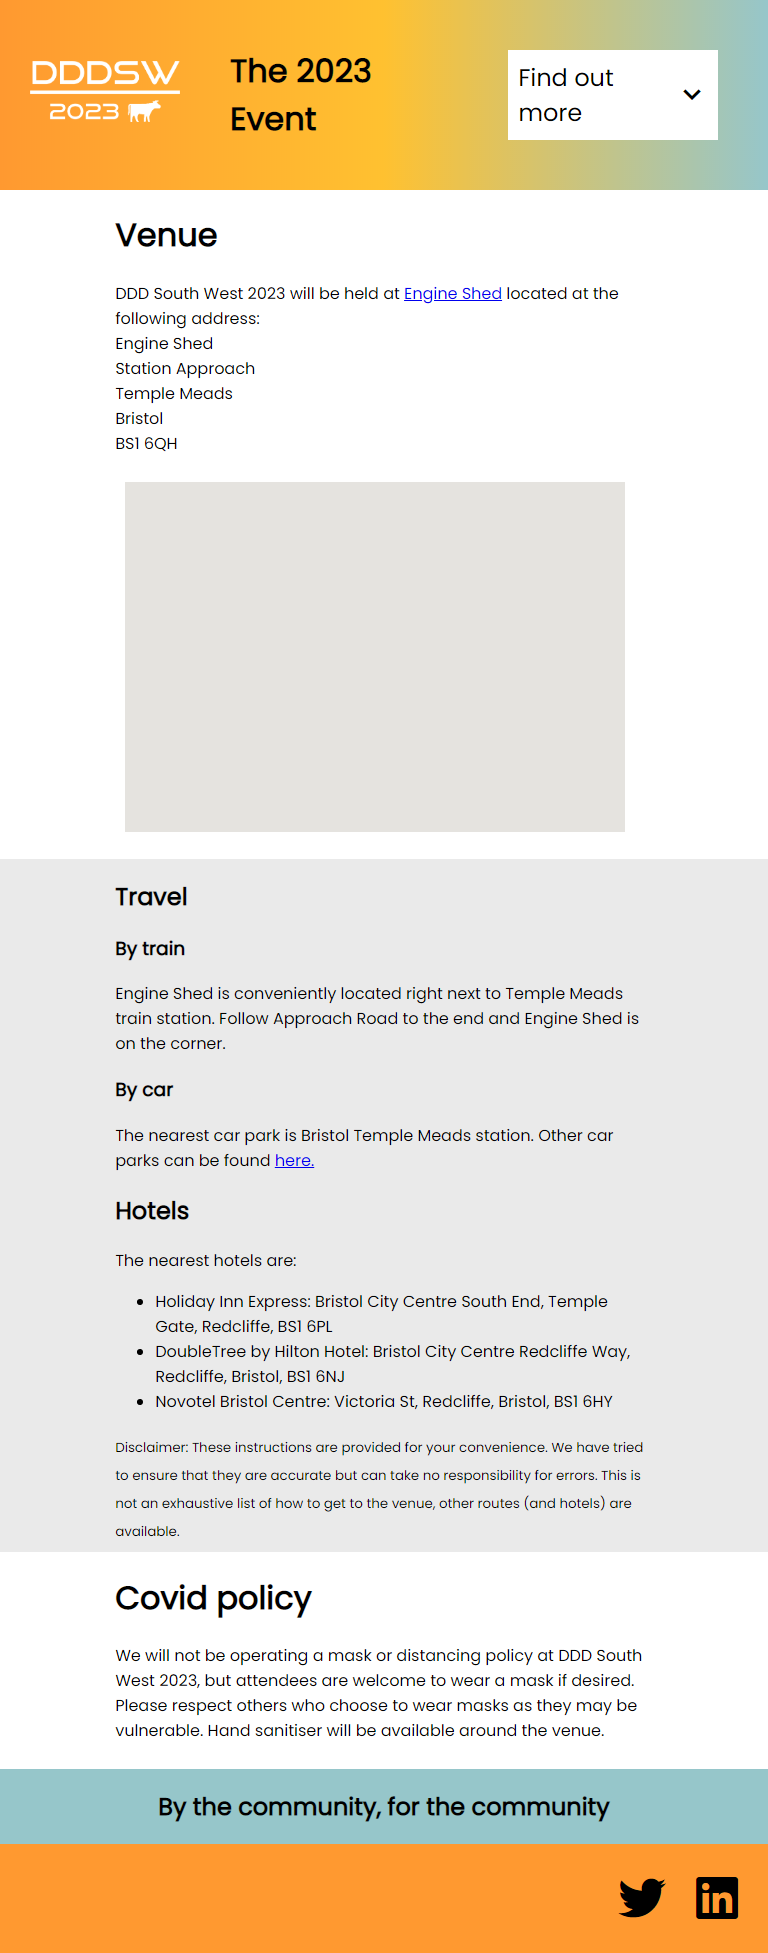 DDDSW
2023
The 2023
Event
Find out
more
Venue
DDD South West 2023 will be held at Engine Shed located at the
following address:
Engine Shed
Station Approach
Temple Meads
Bristol
BS1 6QH
Travel
By train
Engine Shed is conveniently located right next to Temple Meads
train station. Follow Approach Road to the end and Engine Shed is
on the corner.
By car
The nearest car park is Bristol Temple Meads station. Other car
parks can be found here.
Hotels
The nearest hotels are:
Holiday Inn Express: Bristol City Centre South End, Temple
Gate, Redcliffe, BS1 6PL
DoubleTree by Hilton Hotel: Bristol City Centre Redcliffe Way,
Redcliffe, Bristol, BS1 6NJ
Novotel Bristol Centre: Victoria St, Redcliffe, Bristol, BS1 6HY
Disclaimer: These instructions are provided for your convenience. We have tried
to ensure that they are accurate but can take no responsibility for errors. This is
not an exhaustive list of how to get to the venue, other routes (and hotels) are
available.
Covid policy
We will not be operating a mask or distancing policy at DDD South
West 2023, but attendees are welcome to wear a mask if desired.
Please respect others who choose to wear masks as they may be
vulnerable. Hand sanitiser will be available around the venue.
By the community, for the community
in